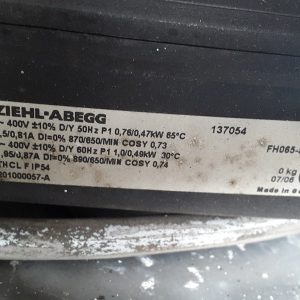 ZIEHL-ABEGG
~ 400V ±10% D/Y 50Hz P1 0,76/0,47kW 65°C 137054
,5/0,81A DI=0% 870/650/MIN COSY 0,73
~ 400V ±10% D/Y 60Hz P1 1,0/0,49kW 30°C FH065-
,95/0,87A DI=0% 890/650/MIN COSY 0,74
THCL F IP54 0 kg
201000057-A 07/06
Made in